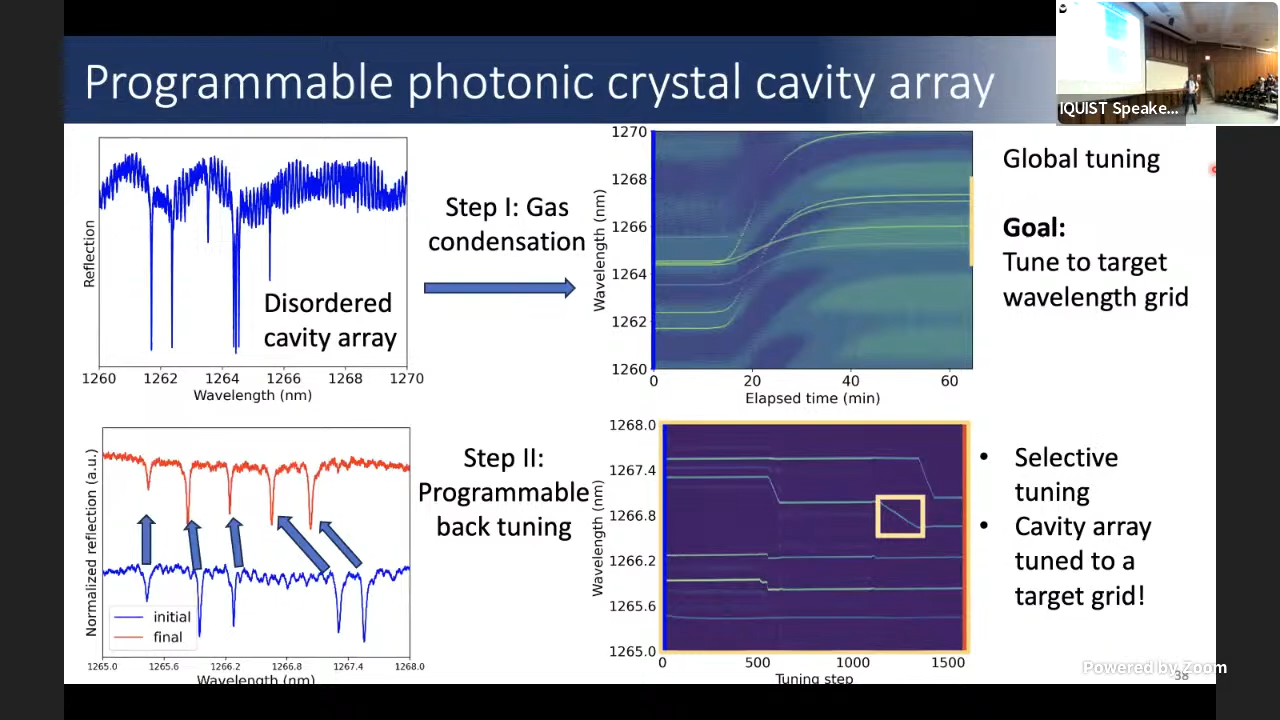 Programmable photonic crystal cavity array
IQUIST Speake...
Reflection
Disordered
cavity array
1260 1262 1264 1266 1268 1270
Wavelength (nm)
Step I: Gas
condensation
Wavelength (nm)
1270
1268
1266
1264
1262
1260
0 20 40 60
Elapsed time (min)
Global tuning
Goal:
Tune to target
wavelength grid
Normalized reflection (a.u.)
initial
final
1265.0 1265.6 1266.2 1266.8 1267.4 1268.0
Wavelength (nm)
Step II:
Programmable
back tuning
Wavelength (nm)
1268.0
1267.4
1266.8
1266.2
1265.6
1265.0
0 500 1000 1500
Tuning step
• Selective
tuning
• Cavity array
tuned to a
target grid!
Powered by Zoom
38